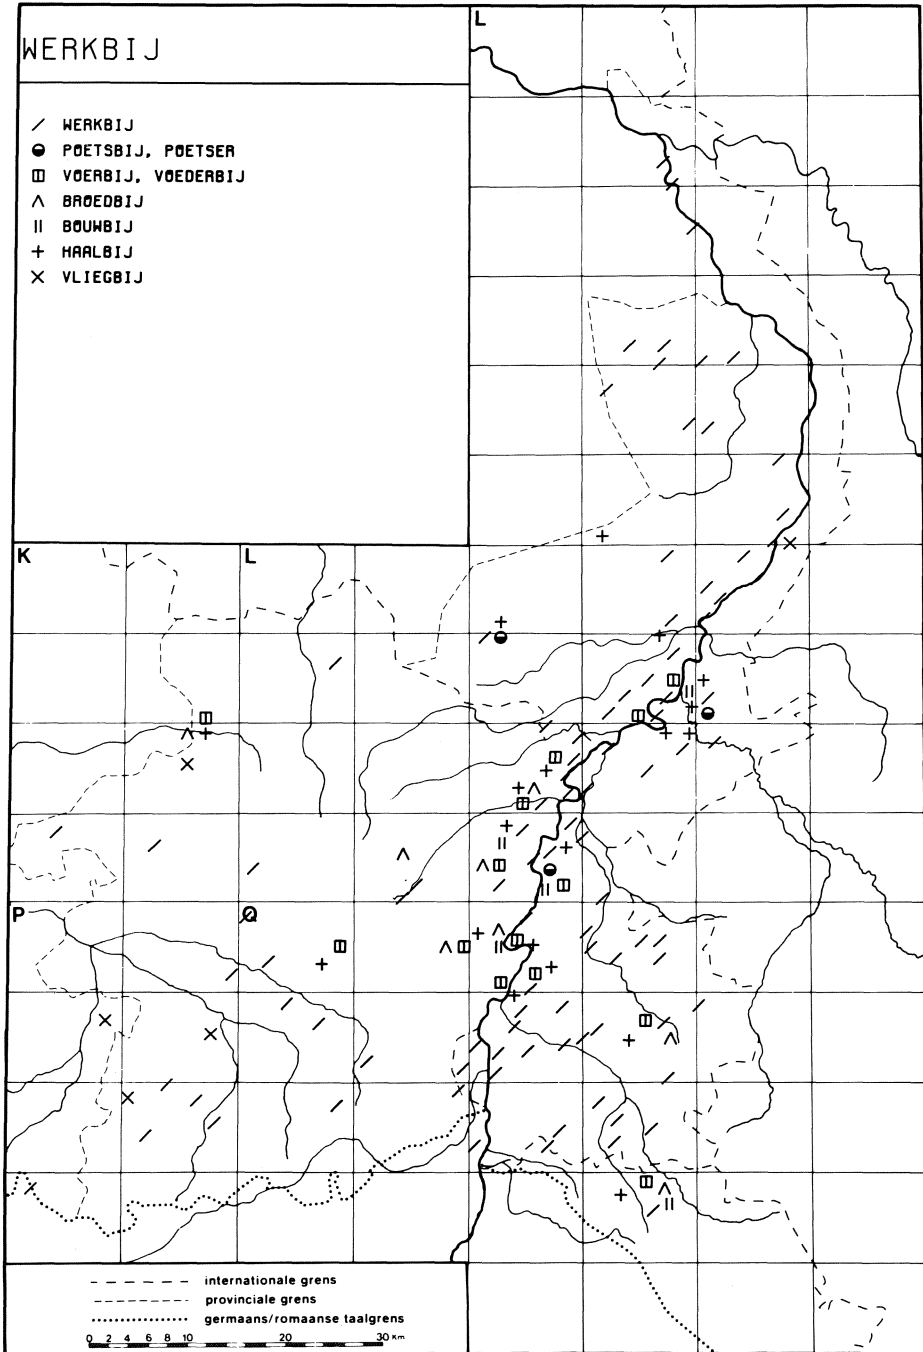 WERKBIJ
WERKBIJ
POETSBIJ, POETSER
VOERBIJ, VOEDERBIJ
BROEDBIJ
BOUWBIJ
HAALBIJ
VLIEGBIJ
L
K
L
P
Q
internationale grens
provinciale grens
germaans/romaanse taalgrens
0 2 4 6 8 10 20 30 Km